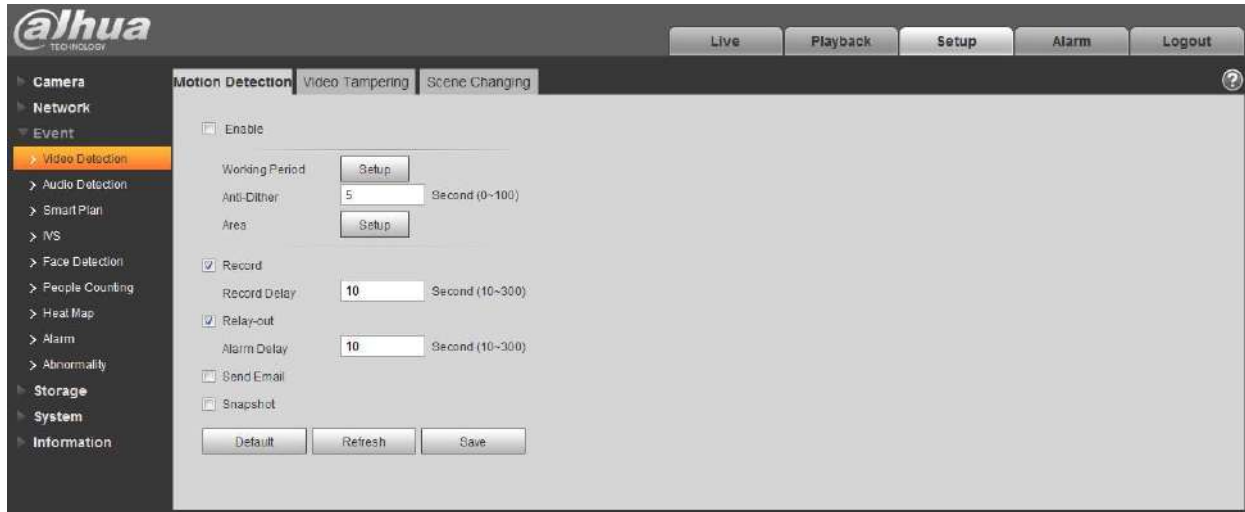 alhua
TECHNOLOGY
Live
Playback
Setup
Alarm
Logout
Camera
Network
Event
Video Detection
Audio Detection
Smart Plan
IVS
Face Detection
People Counting
Heat Map
Alarm
Abnormality
Storage
System
Information
Motion Detection
Video Tampering
Scene Changing
?
Enable
Working Period Setup
Anti-Dither 5 Second (0~100)
Area Setup
Record
Record Delay 10 Second (10~300)
Relay-out
Alarm Delay 10 Second (10~300)
Send Email
Snapshot
Default Refresh Save